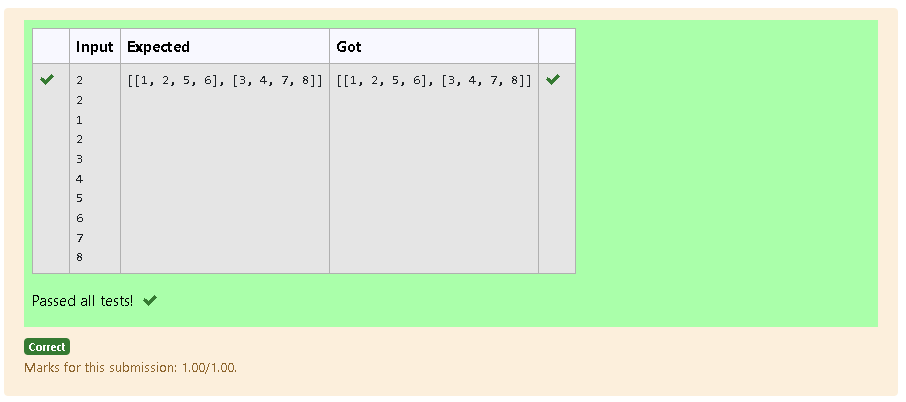 Input Expected Got
2 [[1, 2, 5, 6], [3, 4, 7, 8]] [[1, 2, 5, 6], [3, 4, 7, 8]]
2
1
2
3
4
5
6
7
8
Passed all tests!
Correct
Marks for this submission: 1.00/1.00.